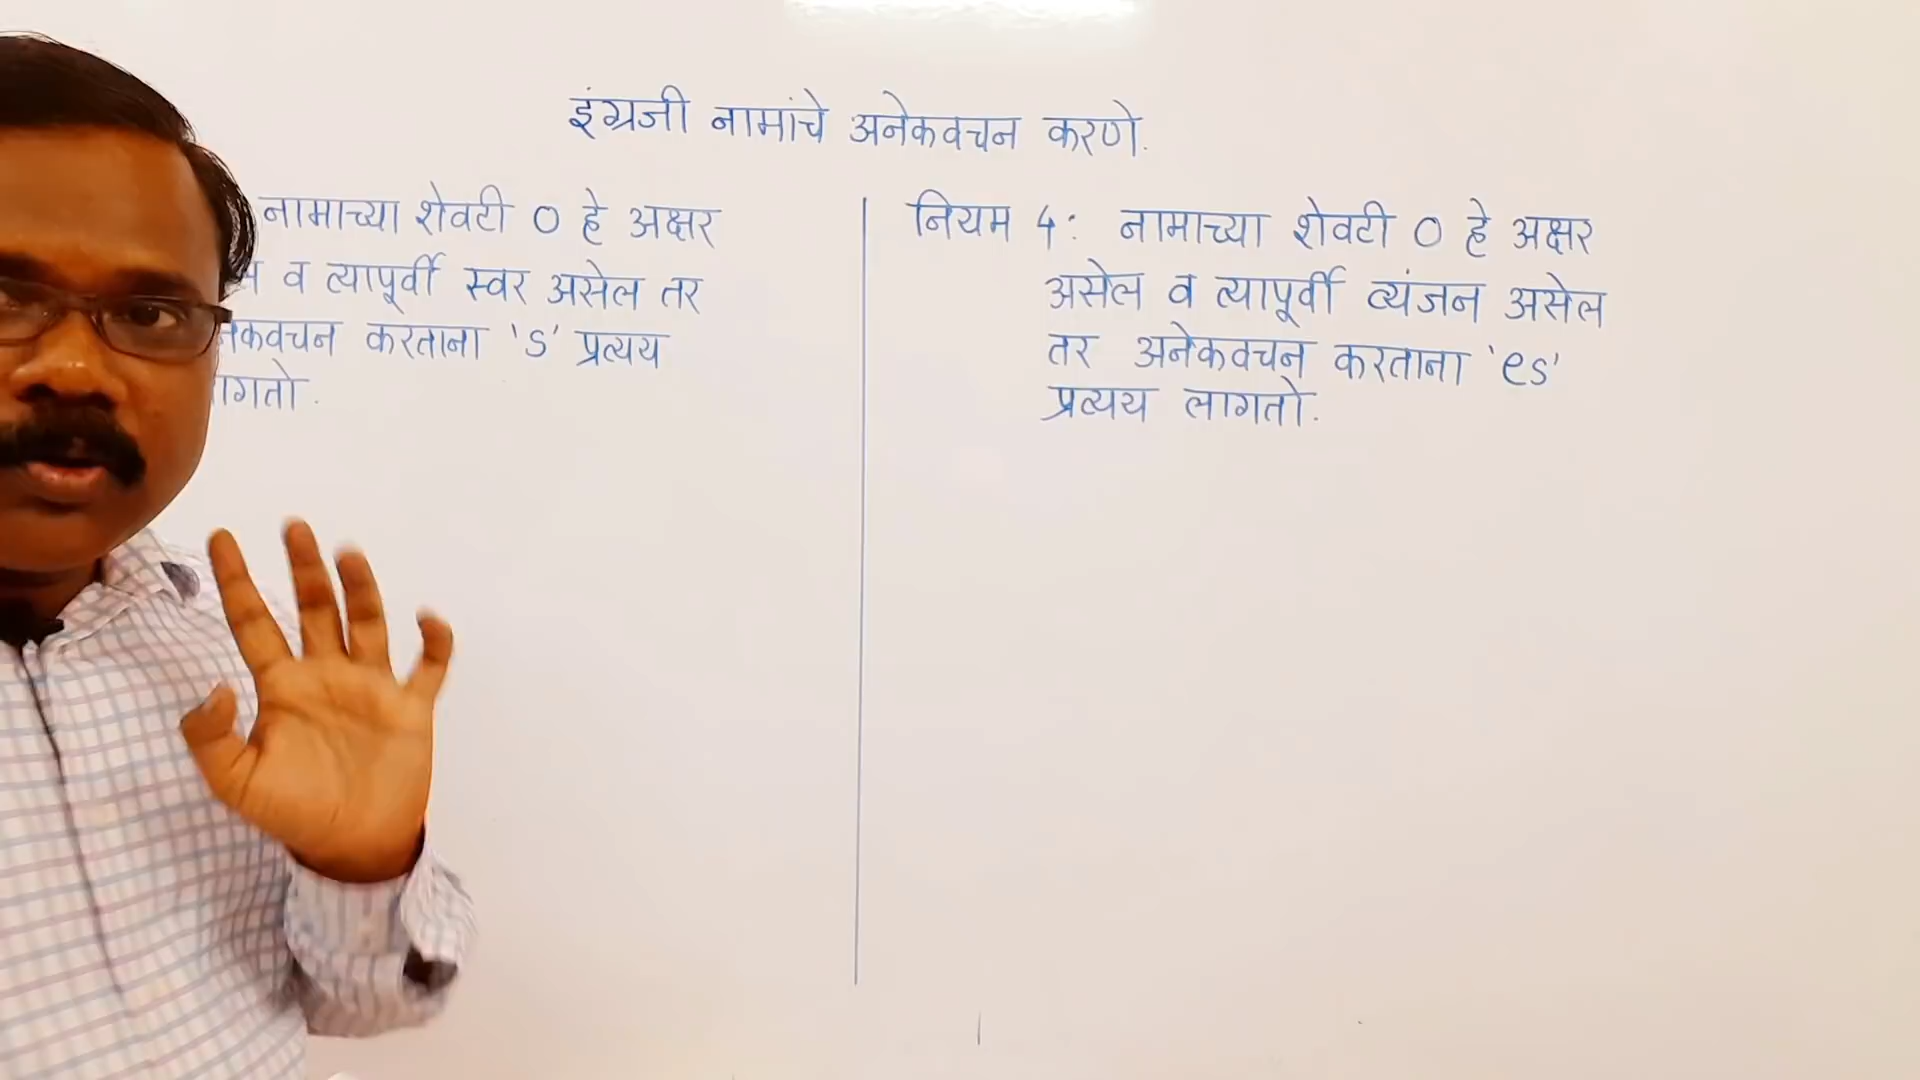 इंग्रजी नामांचे अनेकवचन करणे.
नामाच्या शेवटी O हे अक्षर
व त्यापूर्वी स्वर असेल तर
करताना 's' प्रत्यय
नियम 4: नामाच्या शेवटी O हे अक्षर
असेल व त्यापूर्वी व्यंजन असेल
तर अनेकवचन करताना 'es'
प्रत्यय लागतो.